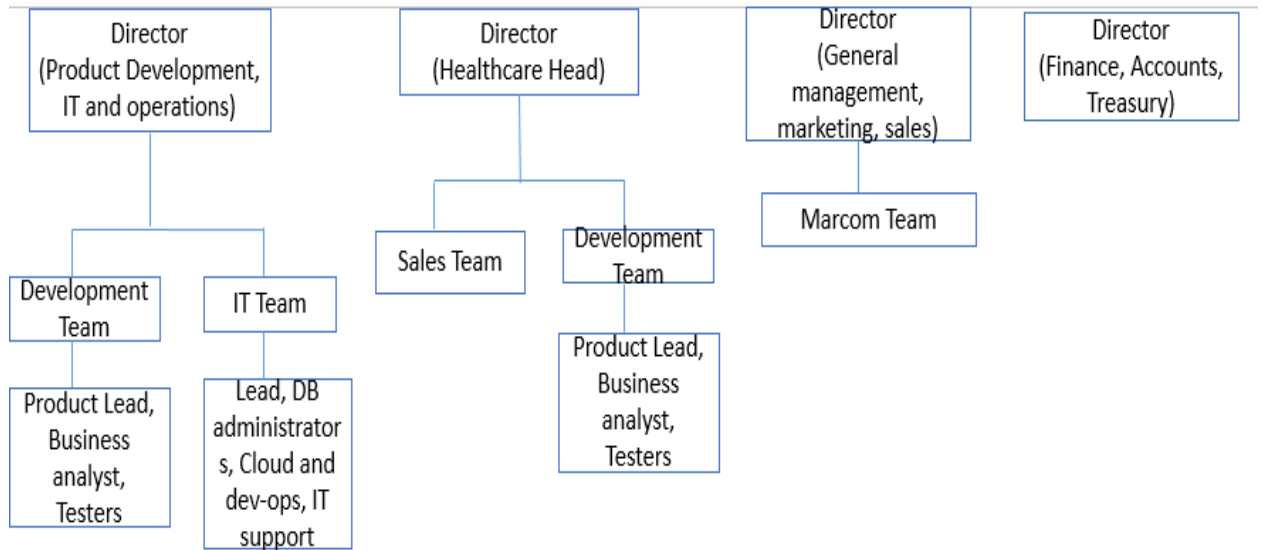 Director
(Product Development,
IT and operations)
Director
(Healthcare Head)
Director
(General
management,
marketing, sales)
Director
(Finance, Accounts,
Treasury)
Marcom Team
Sales Team
Development
Team
Development
Team
IT Team
Product Lead,
Business
analyst,
Testers
Product Lead,
Business
analyst,
Testers
Lead, DB
administrator
s, Cloud and
dev-ops, IT
support